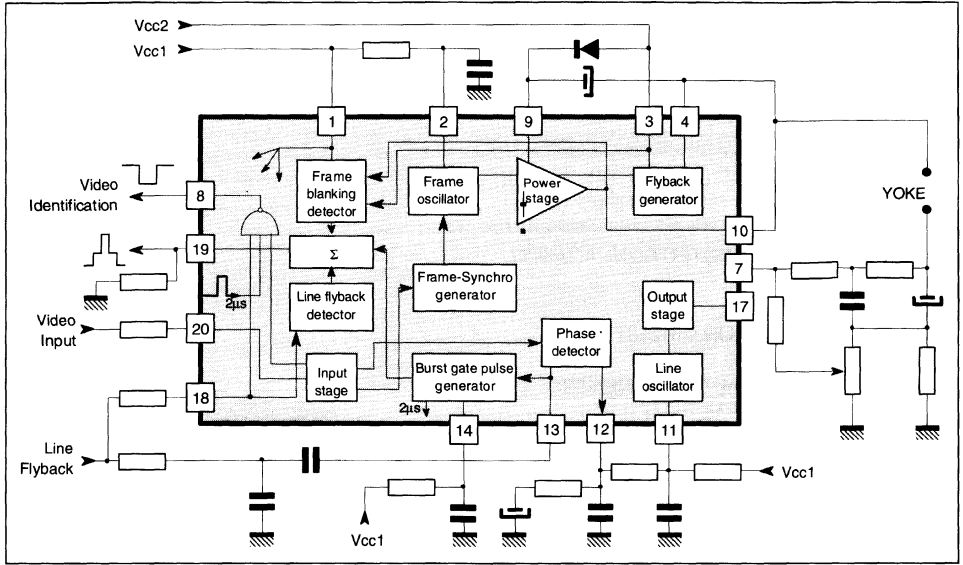 Vcc2
Vcc1
1
2
9
3
4
Frame
blanking
detector
Frame
oscillator
Power
stage
Flyback
generator
Video
Identification
8
YOKE
10
19
Σ
7
Frame-Synchro
generator
2µs
Line flyback
detector
Output
stage
17
Video
Input
20
Phase
detector
Input
stage
Burst gate pulse
generator
Line
oscillator
18
2µs
14
13
12
11
Line
Flyback
Vcc1
Vcc1